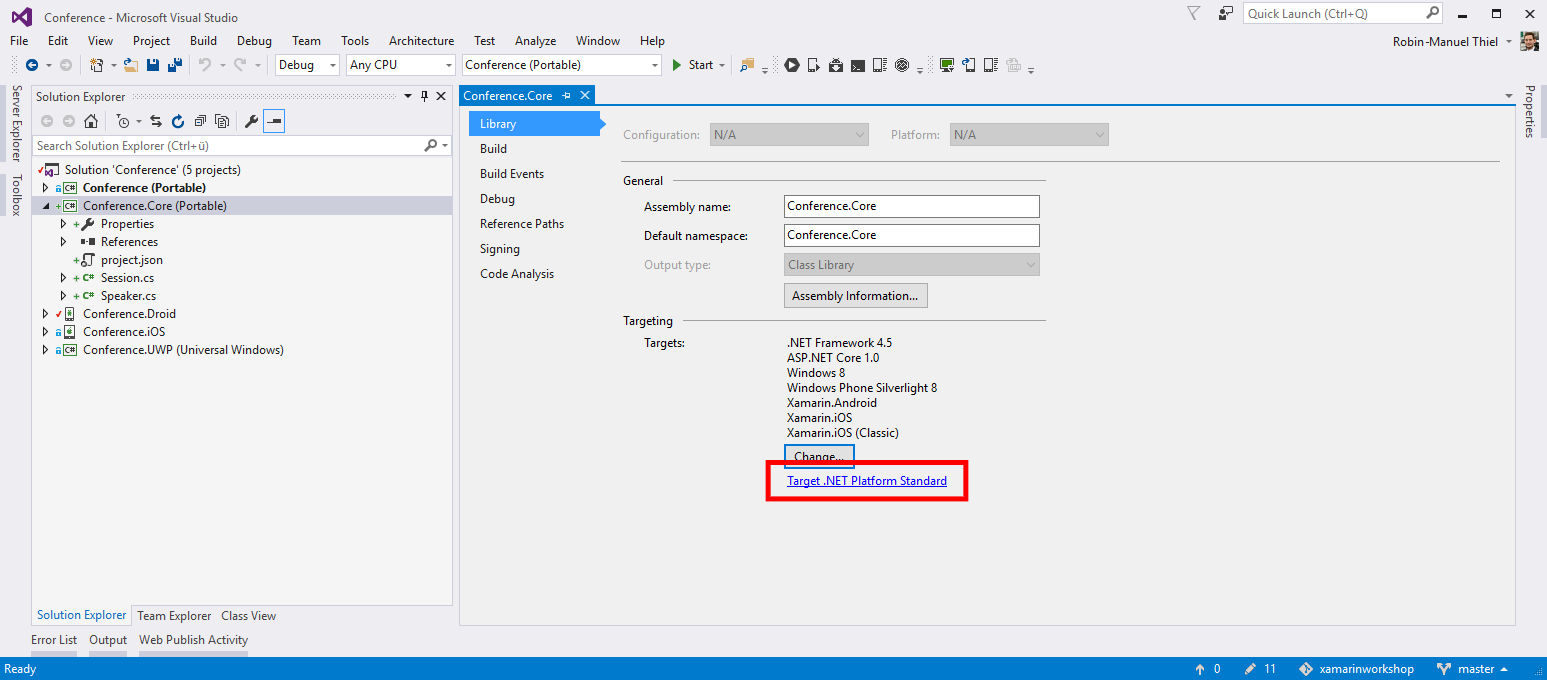 Conference - Microsoft Visual Studio
Quick Launch (Ctrl+Q)
File Edit View Project Build Debug Team Tools Architecture Test Analyze Window Help
Robin-Manuel Thiel
Debug Any CPU Conference (Portable) Start
Server Explorer
Toolbox
Solution Explorer
Search Solution Explorer (Ctrl+ü)
Solution 'Conference' (5 projects)
C# Conference (Portable)
C# Conference.Core (Portable)
Properties
References
project.json
C# Session.cs
C# Speaker.cs
Conference.Droid
Conference.iOS
C# Conference.UWP (Universal Windows)
Solution Explorer Team Explorer Class View
Conference.Core
Library
Build
Build Events
Debug
Reference Paths
Signing
Code Analysis
Configuration: N/A Platform: N/A
General
Assembly name: Conference.Core
Default namespace: Conference.Core
Output type: Class Library
Assembly Information...
Targeting
Targets: .NET Framework 4.5
ASP.NET Core 1.0
Windows 8
Windows Phone Silverlight 8
Xamarin.Android
Xamarin.iOS
Xamarin.iOS (Classic)
Change...
Target .NET Platform Standard
Properties
Error List Output Web Publish Activity
Ready 0 11 xamarinworkshop master